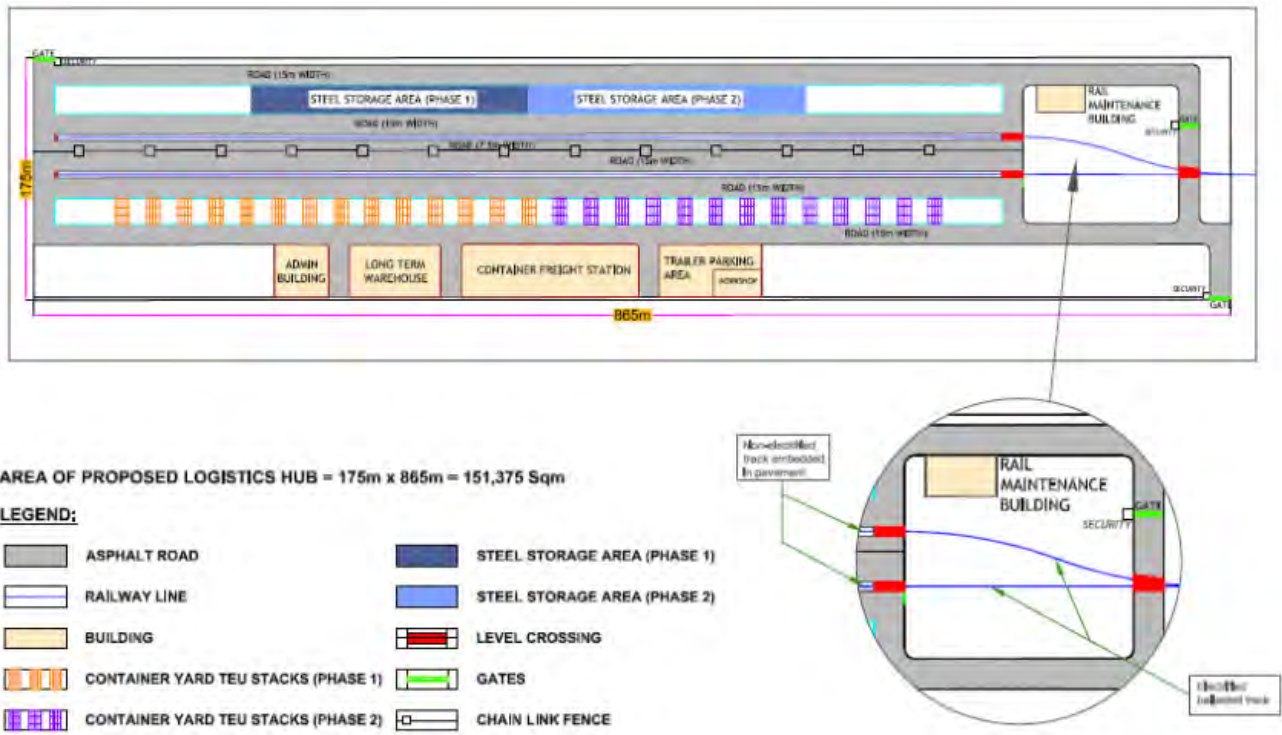 GATE
SECURITY
ROAD (15m WIDTH)
STEEL STORAGE AREA (PHASE 1)
STEEL STORAGE AREA (PHASE 2)
RAIL
MAINTENANCE
BUILDING
ROAD (15m WIDTH)
SECURITY
GATE
ROAD (7.5m WIDTH)
ROAD (15m WIDTH)
175m
ROAD (15m WIDTH)
ROAD (15m WIDTH)
ADMIN
BUILDING
LONG TERM
WAREHOUSE
CONTAINER FREIGHT STATION
TRAILER PARKING
AREA
WORKSHOP
SECURITY
GATE
865m
Non-electrified
track embedded
in pavement
RAIL
MAINTENANCE
BUILDING
GATE
SECURITY
Electrified
ballasted track
AREA OF PROPOSED LOGISTICS HUB = 175m x 865m = 151,375 Sqm
LEGEND:
ASPHALT ROAD
STEEL STORAGE AREA (PHASE 1)
RAILWAY LINE
STEEL STORAGE AREA (PHASE 2)
BUILDING
LEVEL CROSSING
CONTAINER YARD TEU STACKS (PHASE 1)
GATES
CONTAINER YARD TEU STACKS (PHASE 2)
CHAIN LINK FENCE